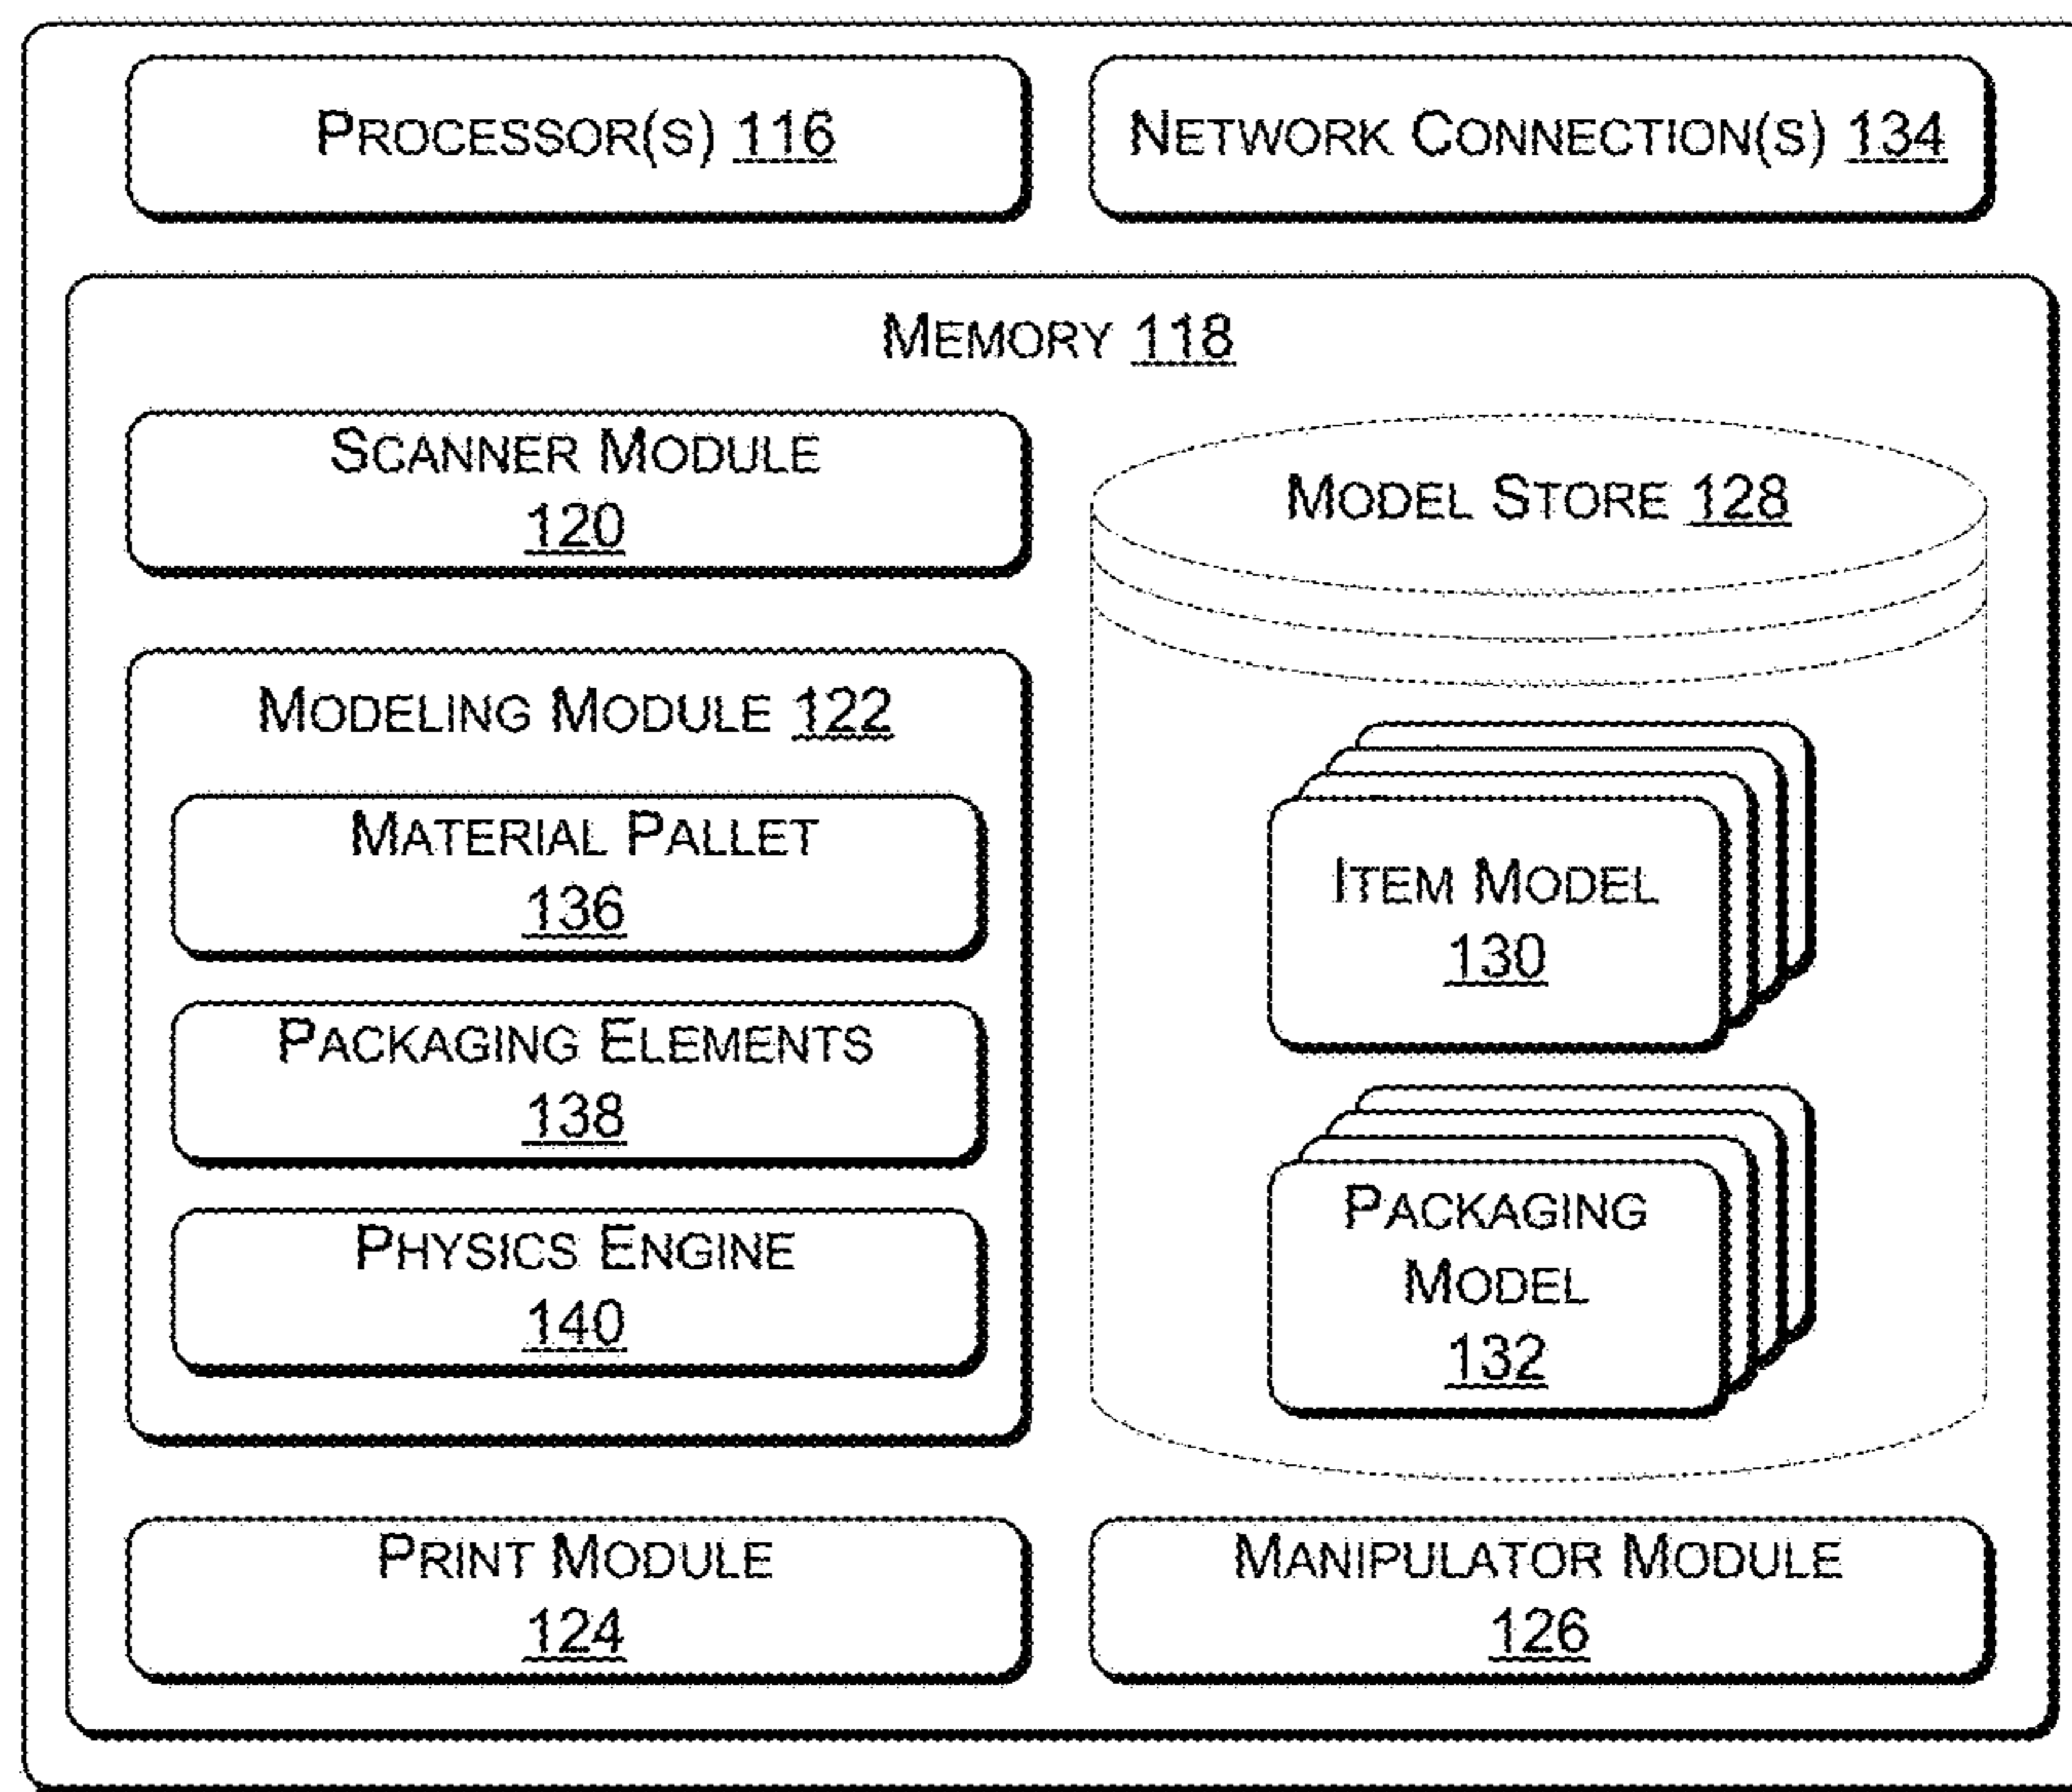 PROCESSOR(S) 116
NETWORK CONNECTION(S) 134
MEMORY 118
SCANNER MODULE
120
MODELING MODULE 122
MATERIAL PALLET
136
PACKAGING ELEMENTS
138
PHYSICS ENGINE
140
MODEL STORE 128
ITEM MODEL
130
PACKAGING
MODEL
132
PRINT MODULE
124
MANIPULATOR MODULE
126